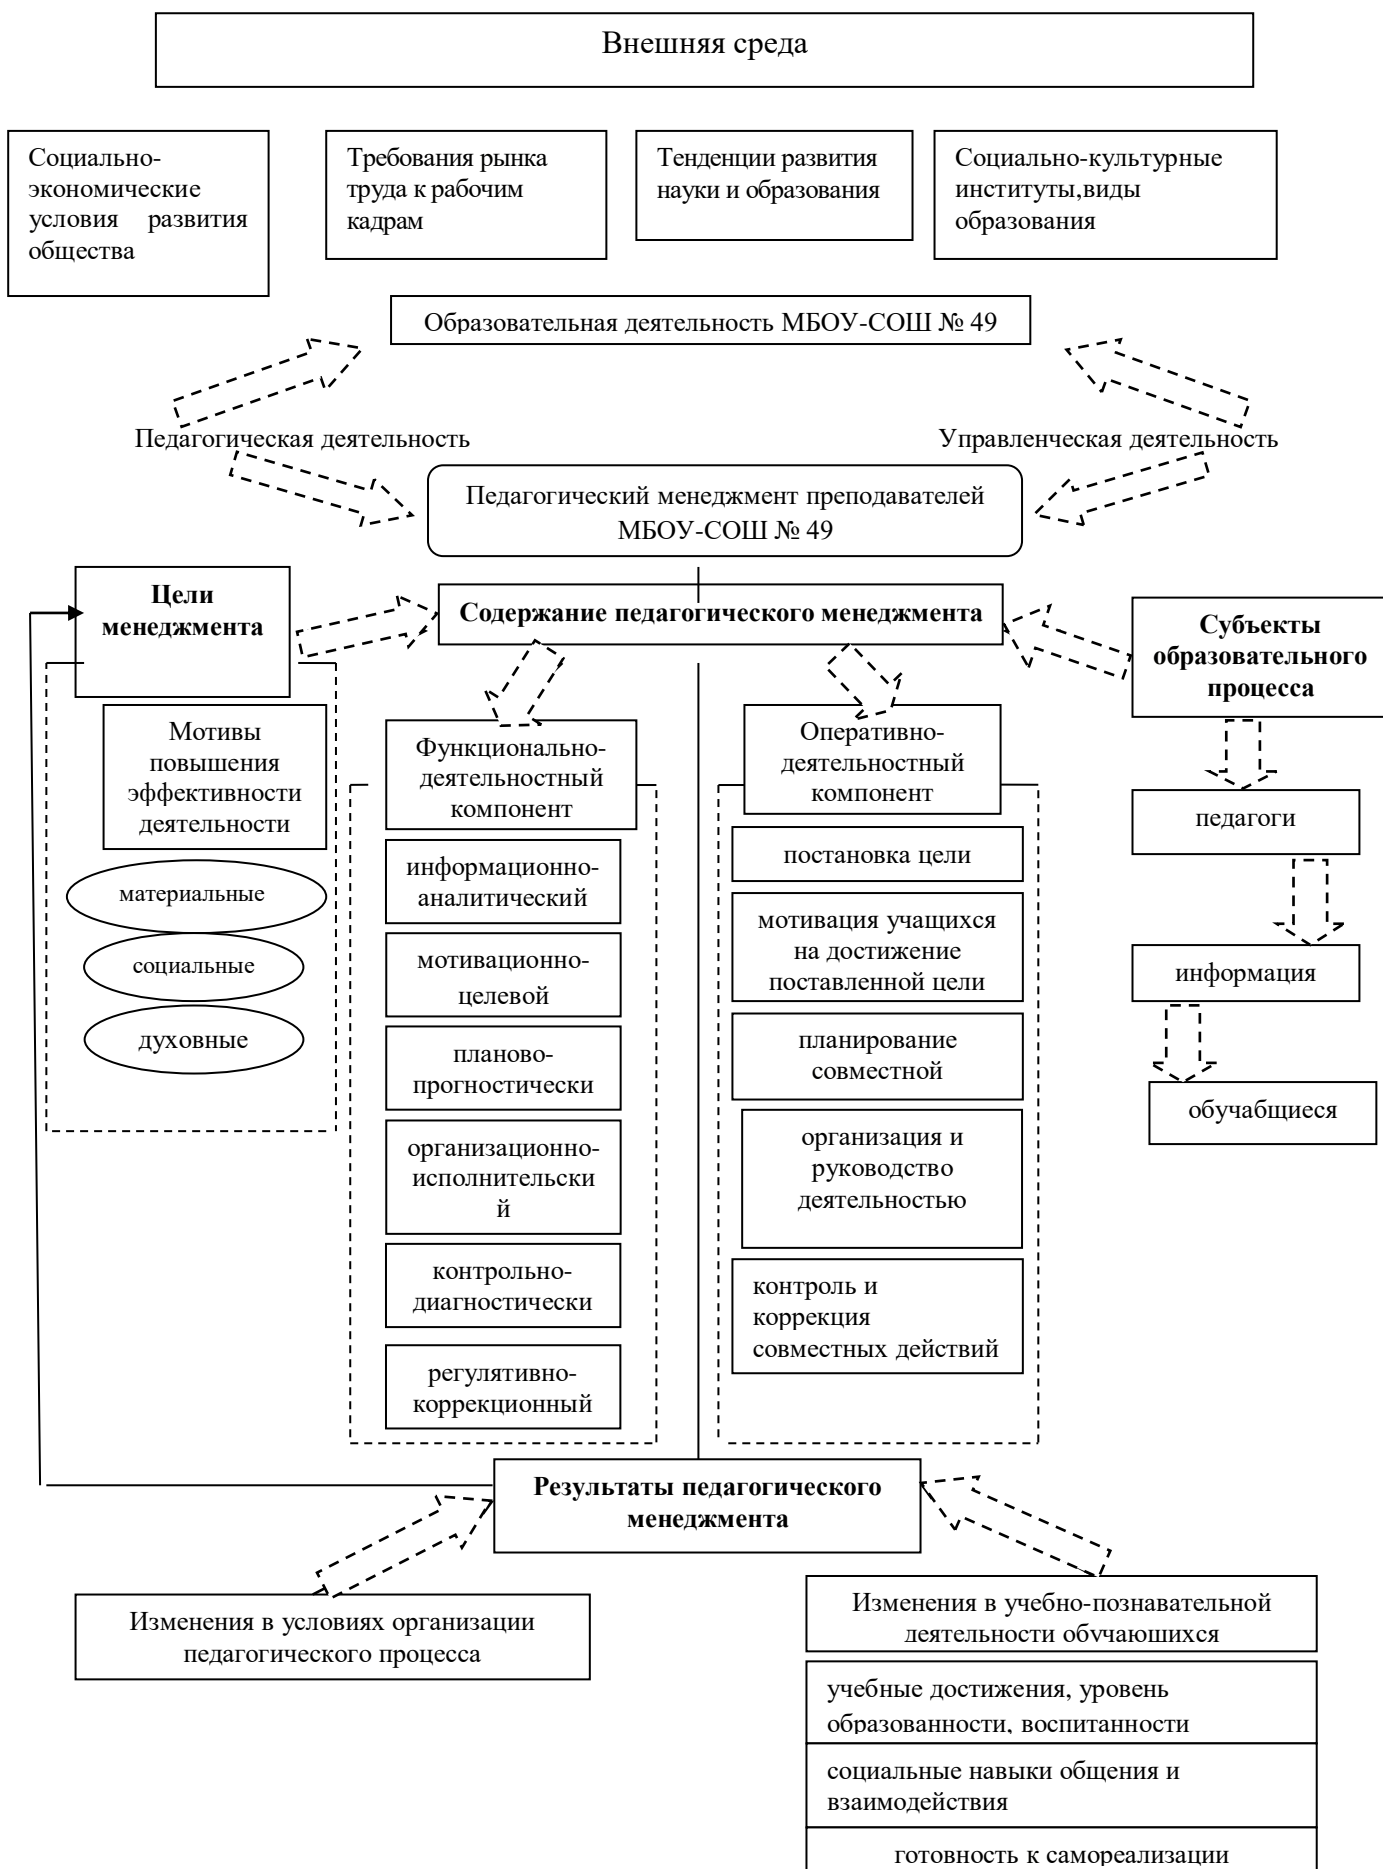 Внешняя среда
Социально-
экономические
условия развития
общества
Требования рынка
труда к рабочим
кадрам
Тенденции развития
науки и образования
Социально-культурные
институты,виды
образования
Образовательная деятельность МБОУ-СОШ № 49
Педагогическая деятельность
Управленческая деятельность
Педагогический менеджмент преподавателей
МБОУ-СОШ № 49
Цели
менеджмента
Содержание педагогического менеджмента
Субъекты
образовательного
процесса
Мотивы
повышения
эффективности
деятельности
материальные
социальные
духовные
Функционально-
деятельностный
компонент
информационно-
аналитический
мотивационно-
целевой
планово-
прогностически
организационно-
исполнительски
й
контрольно-
диагностически
регулятивно-
коррекционный
Оперативно-
деятельностный
компонент
постановка цели
мотивация учащихся
на достижение
поставленной цели
планирование
совместной
организация и
руководство
деятельностью
контроль и
коррекция
совместных действий
педагоги
информация
обучабщиеся
Результаты педагогического
менеджмента
Изменения в условиях организации
педагогического процесса
Изменения в учебно-познавательной
деятельности обучающихся
учебные достижения, уровень
образованности, воспитанности
социальные навыки общения и
взаимодействия
готовность к самореализации